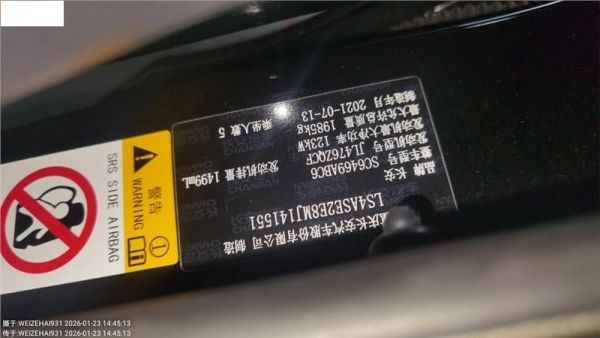 重庆长安汽车股份有限公司 制造
LS4ASE2E8MJ141551
品牌 长安
整车型号 SC6469ABC6
发动机型号 JL476ZQCF 发动机排量 1499mL
发动机最大净功率 123kW
最大允许总质量 1985kg
制造年月 2021-07-13 乘坐人数 5
警告
WARNING
SRS SIDE AIRBAG
摄于:WEIZEHAI931 2026-01-23 14:45:13
传于:WEIZEHAI931 2026-01-23 14:45:13